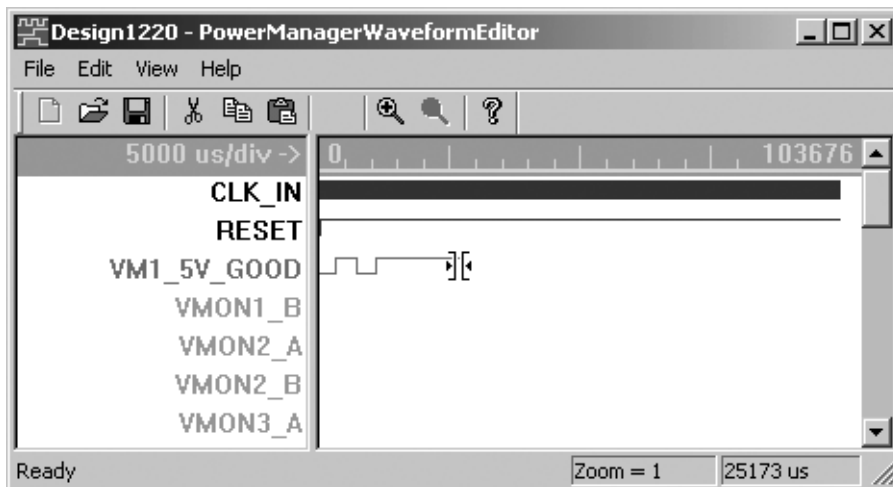 Design1220 - PowerManagerWaveformEditor
File Edit View Help
5000 us/div -> 0 103676
CLK_IN
RESET
VM1_5V_GOOD
VMON1_B
VMON2_A
VMON2_B
VMON3_A
Ready Zoom = 1 25173 us